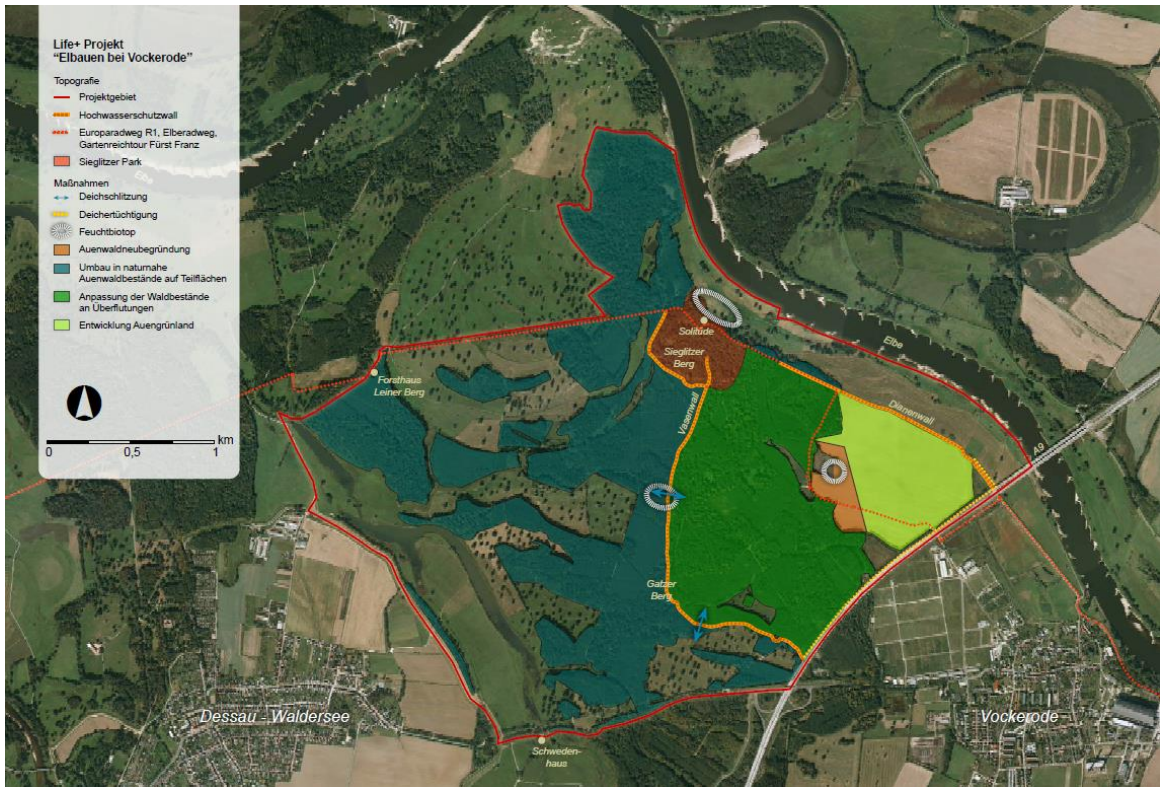 Life+ Projekt
"Elbauen bei Vockerode"
Topografie
Projektgebiet
Hochwasserschutzwall
Europaradweg R1, Elberadweg,
Gartenreichtour Fürst Franz
Sieglitzer Park
Maßnahmen
Deichschlitzung
Deichertüchtigung
Feuchtbiotop
Auenwaldneubegründung
Umbau in naturnahe
Auenwaldbestände auf Teilflächen
Anpassung der Waldbestände
an Überflutungen
Entwicklung Auengrünland
km
0 0,5 1
Elbe
Solitüde
Sieglitzer
Berg
Elbe
Forsthaus
Leiner Berg
Vasenwall
Dianenwall
A9
Gatzer
Berg
Dessau - Waldersee
Vockerode
Schweden-
haus